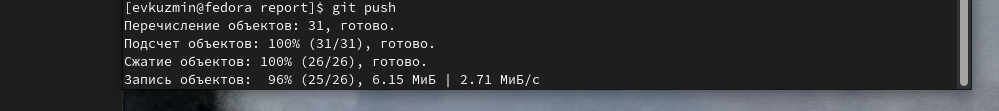 [evkuzmin@fedora report]$ git push
Перечисление объектов: 31, готово.
Подсчет объектов: 100% (31/31), готово.
Сжатие объектов: 100% (26/26), готово.
Запись объектов:  96% (25/26), 6.15 МиБ | 2.71 МиБ/с